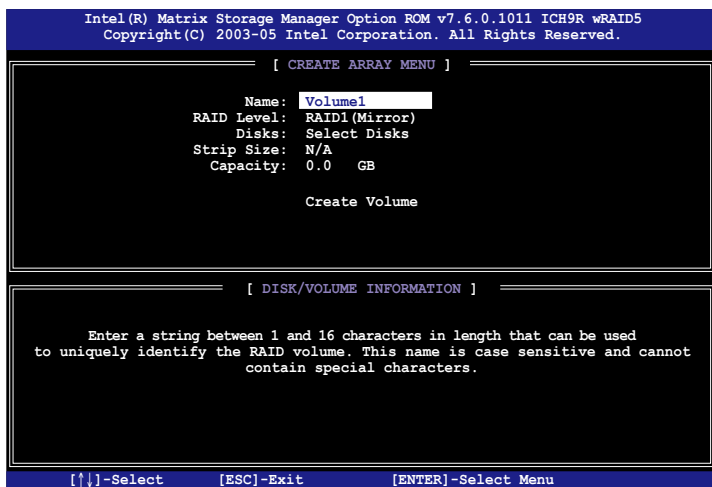 Intel(R) Matrix Storage Manager Option ROM v7.6.0.1011 ICH9R wRAID5
Copyright(C) 2003-05 Intel Corporation. All Rights Reserved.
[ CREATE ARRAY MENU ]
Name: Volume1
RAID Level: RAID1(Mirror)
Disks: Select Disks
Strip Size: N/A
Capacity: 0.0 GB
Create Volume
[ DISK/VOLUME INFORMATION ]
Enter a string between 1 and 16 characters in length that can be used
to uniquely identify the RAID volume. This name is case sensitive and cannot
contain special characters.
[↑↓]-Select [ESC]-Exit [ENTER]-Select Menu